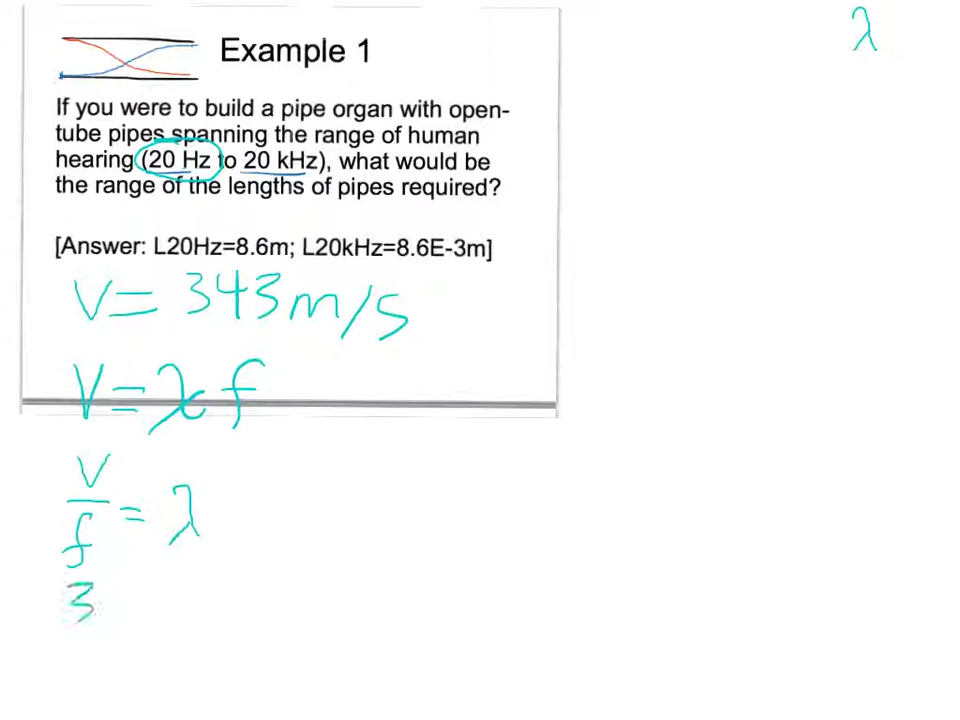 Example 1
If you were to build a pipe organ with open-
tube pipes spanning the range of human
hearing (20 Hz to 20 kHz), what would be
the range of the lengths of pipes required?
[Answer: L20Hz=8.6m; L20kHz=8.6E-3m]
V = 343 m/s
V = λ f
V
f
= λ
3
λ